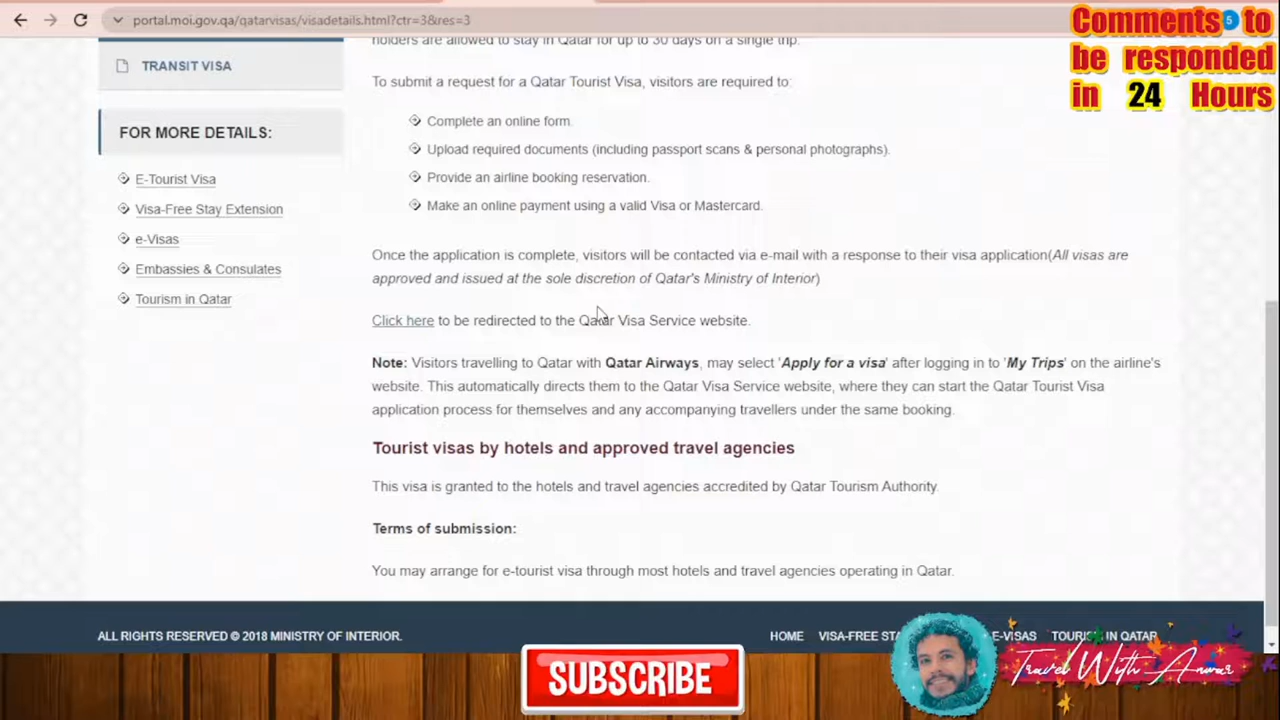 portal.moi.gov.qa/qatarvisas/visadetails.html?ctr=3&res=3
Comments to
be responded
in 24 Hours
5
holders are allowed to stay in Qatar for up to 30 days on a single trip.
TRANSIT VISA
To submit a request for a Qatar Tourist Visa, visitors are required to:
Complete an online form.
FOR MORE DETAILS:
Upload required documents (including passport scans & personal photographs).
E-Tourist Visa
Provide an airline booking reservation.
Visa-Free Stay Extension
Make an online payment using a valid Visa or Mastercard.
e-Visas
Embassies & Consulates
Tourism in Qatar
Once the application is complete, visitors will be contacted via e-mail with a response to their visa application(All visas are
approved and issued at the sole discretion of Qatar's Ministry of Interior)
Click here to be redirected to the Qatar Visa Service website.
Note: Visitors travelling to Qatar with Qatar Airways, may select 'Apply for a visa' after logging in to 'My Trips' on the airline's
website. This automatically directs them to the Qatar Visa Service website, where they can start the Qatar Tourist Visa
application process for themselves and any accompanying travellers under the same booking.
Tourist visas by hotels and approved travel agencies
This visa is granted to the hotels and travel agencies accredited by Qatar Tourism Authority.
Terms of submission:
You may arrange for e-tourist visa through most hotels and travel agencies operating in Qatar.
ALL RIGHTS RESERVED © 2018 MINISTRY OF INTERIOR.
HOME VISA-FREE STA E-VISAS TOURISM IN QATAR
SUBSCRIBE
Travel With Anwar